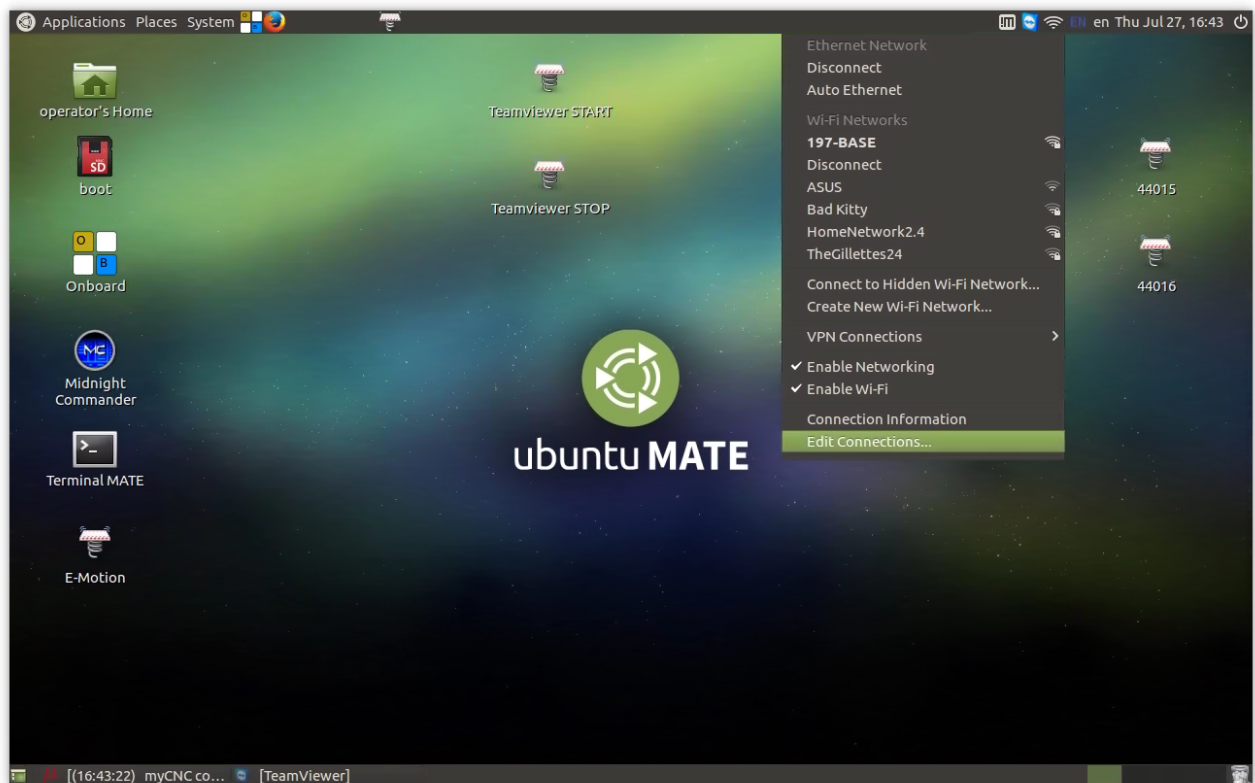 Applications Places System
EN en Thu Jul 27, 16:43
operator's Home
SD
boot
O
B
Onboard
MC
Midnight
Commander
>_
Terminal MATE
E-Motion
Teamviewer START
Teamviewer STOP
ubuntu MATE
Ethernet Network
Disconnect
Auto Ethernet
Wi-Fi Networks
197-BASE
Disconnect
ASUS
Bad Kitty
HomeNetwork2.4
TheGillettes24
Connect to Hidden Wi-Fi Network...
Create New Wi-Fi Network...
VPN Connections
Enable Networking
Enable Wi-Fi
Connection Information
Edit Connections...
44015
44016
[(16:43:22) myCNC co... [TeamViewer]